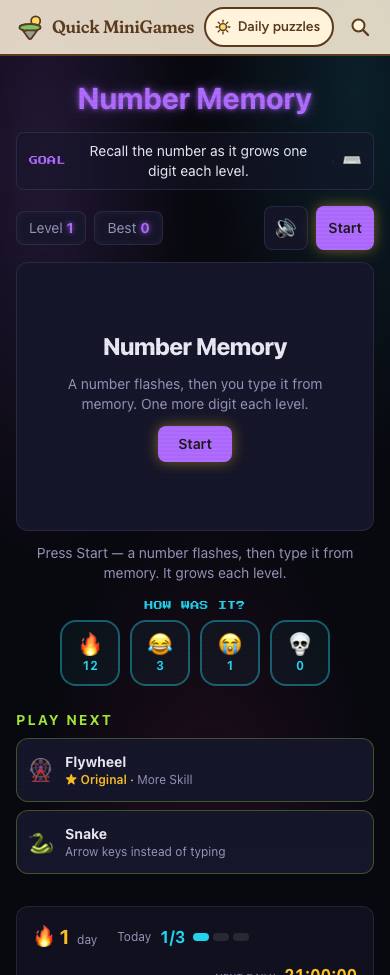 Quick MiniGames
Daily puzzles
Number Memory
GOAL
Recall the number as it grows one
digit each level.
Level 1
Best 0
Start
Number Memory
A number flashes, then you type it from
memory. One more digit each level.
Start
Press Start — a number flashes, then type it from
memory. It grows each level.
HOW WAS IT?
12
3
1
0
PLAY NEXT
Flywheel
Original · More Skill
Snake
Arrow keys instead of typing
1 day
Today 1/3
21:00:00